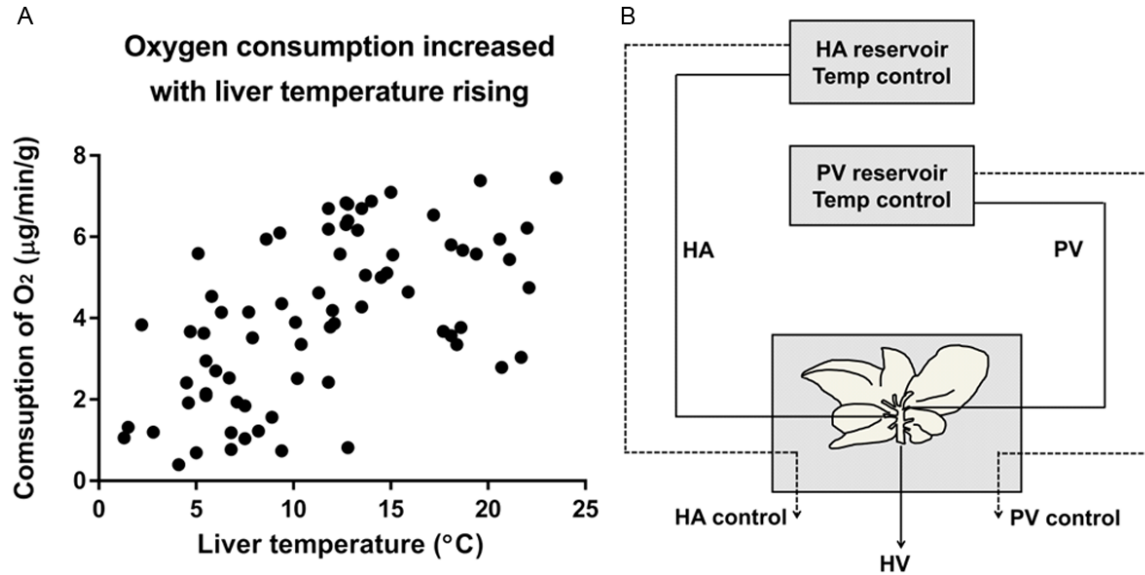 A
Oxygen consumption increased
with liver temperature rising
Comsuption of O₂ (μg/min/g)
8
6
4
2
0
0 5 10 15 20 25
Liver temperature (°C)
B
HA reservoir
Temp control
PV reservoir
Temp control
HA
PV
HA control
PV control
HV